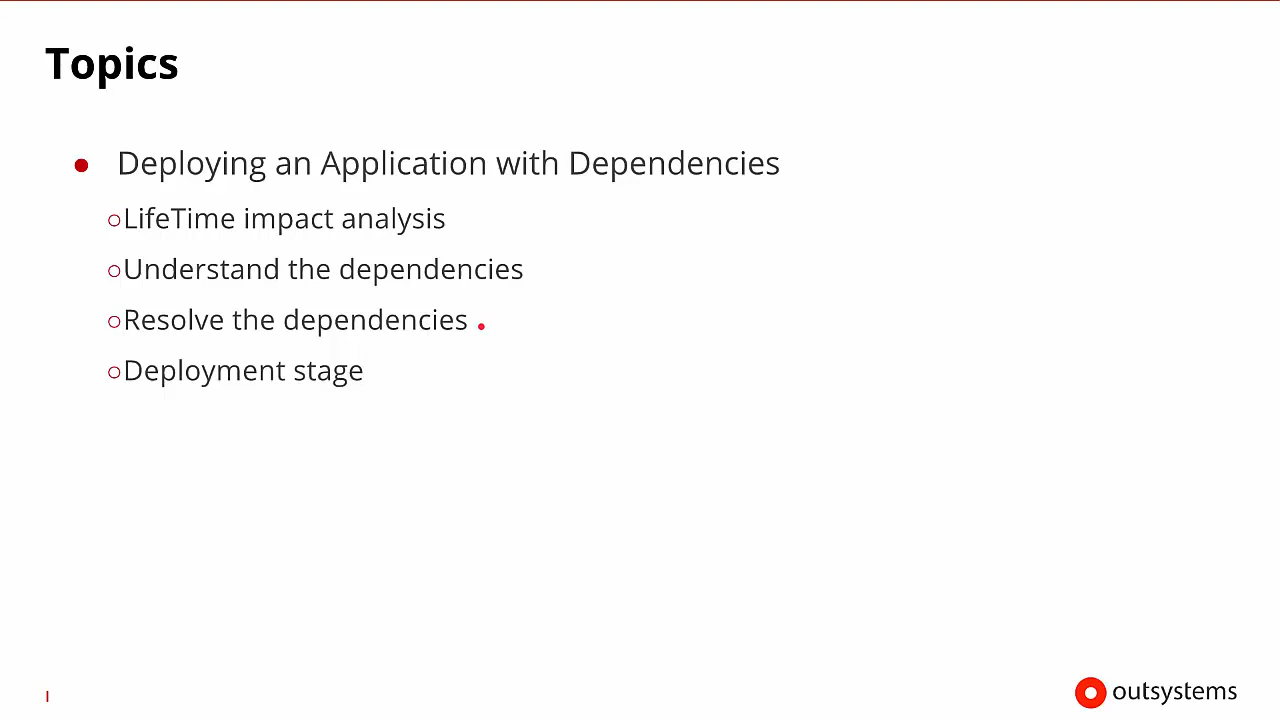 Topics
● Deploying an Application with Dependencies
○LifeTime impact analysis
○Understand the dependencies
○Resolve the dependencies
○Deployment stage
outsystems